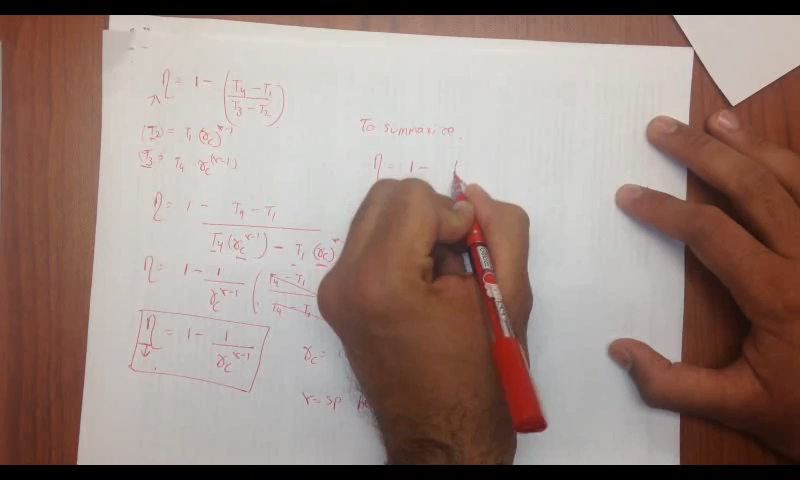 η = 1 - (T4 - T1 / T3 - T2)
(T2) = T1 (rc)^γ-1
(T3 = T4 rc^(γ-1)
η = 1 - T4 - T1 / T4 (rc^γ-1) - T1 (rc)
η = 1 - 1 / rc^γ-1 (T4 - T1 / T4 - T1
η = 1 - 1 / rc^γ-1
rc =
γ = sp
To summarice.
η = 1 - 1